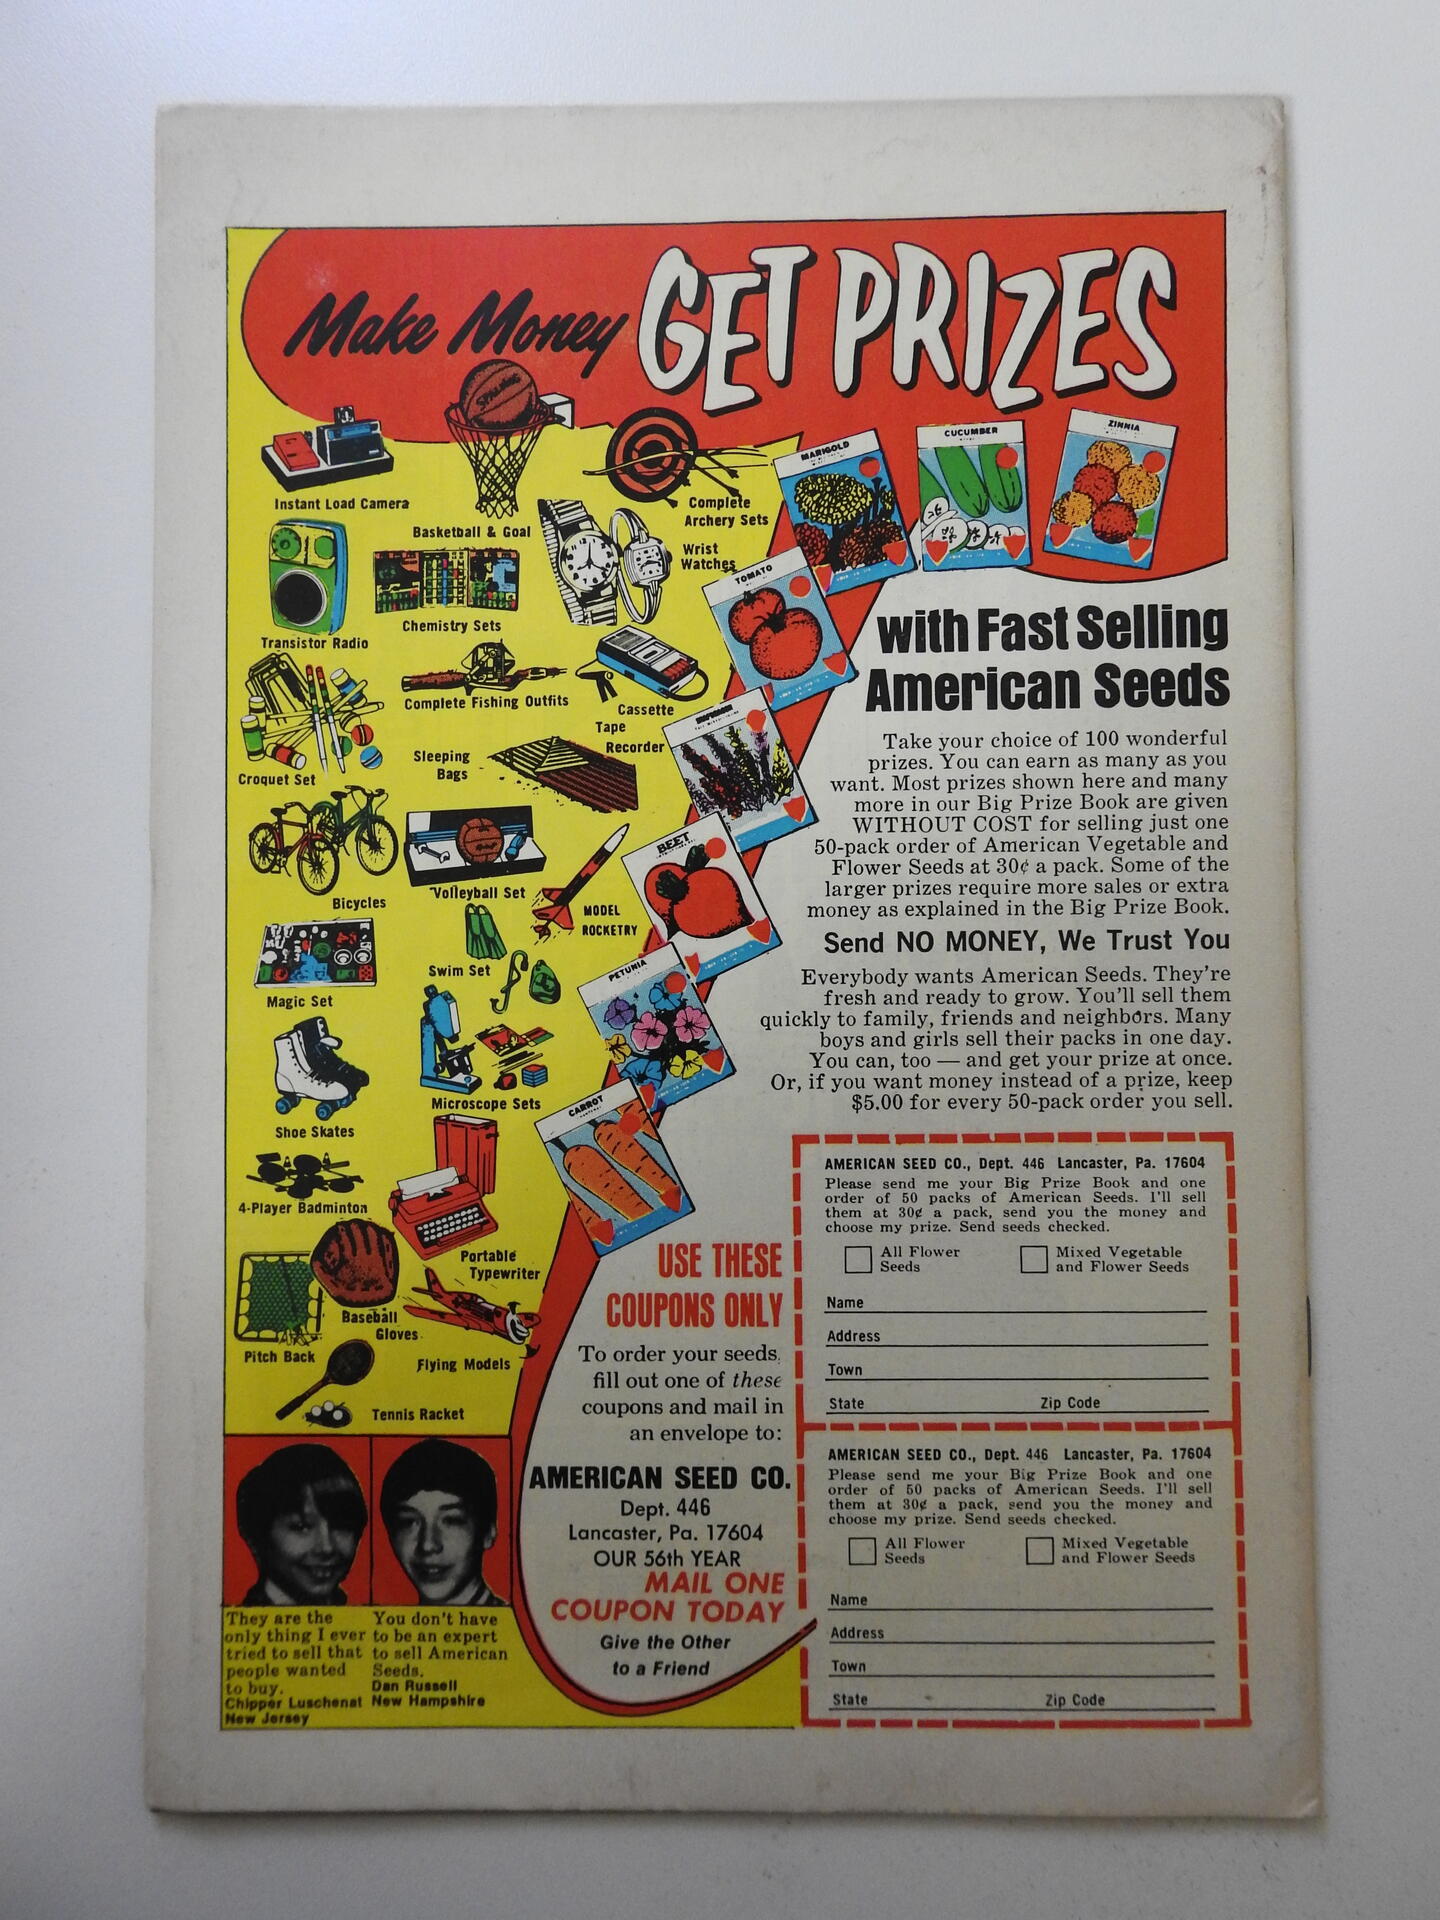 Make Money GET PRIZES
Instant Load Camera
SPALDING
Basketball & Goal
Complete
Archery Sets
MARIGOLD
CUCUMBER
ZINNIA
Transistor Radio
Chemistry Sets
Wrist
Watches
TOMATO
with Fast Selling
American Seeds
Complete Fishing Outfits
Cassette
Tape
Recorder
Croquet Set
Sleeping
Bags
Take your choice of 100 wonderful
prizes. You can earn as many as you
want. Most prizes shown here and many
more in our Big Prize Book are given
WITHOUT COST for selling just one
50-pack order of American Vegetable and
Flower Seeds at 30¢ a pack. Some of the
larger prizes require more sales or extra
money as explained in the Big Prize Book.
Send NO MONEY, We Trust You
Everybody wants American Seeds. They're
fresh and ready to grow. You'll sell them
quickly to family, friends and neighbors. Many
boys and girls sell their packs in one day.
You can, too — and get your prize at once.
Or, if you want money instead of a prize, keep
$5.00 for every 50-pack order you sell.
BEET
Bicycles
Volleyball Set
MODEL
ROCKETRY
Magic Set
Swim Set
PETUNIA
Shoe Skates
Microscope Sets
CARROT
4-Player Badminton
Portable
Typewriter
Pitch Back
Baseball
Gloves
Flying Models
Tennis Racket
USE THESE
COUPONS ONLY
To order your seeds,
fill out one of these
coupons and mail in
an envelope to:
AMERICAN SEED CO.
Dept. 446
Lancaster, Pa. 17604
OUR 56th YEAR
MAIL ONE
COUPON TODAY
Give the Other
to a Friend
They are the
only thing I ever
tried to sell that
people wanted
to buy.
Chipper Luschenat
New Jersey
You don't have
to be an expert
to sell American
Seeds.
Dan Russell
New Hampshire
AMERICAN SEED CO., Dept. 446 Lancaster, Pa. 17604
Please send me your Big Prize Book and one
order of 50 packs of American Seeds. I'll sell
them at 30¢ a pack, send you the money and
choose my prize. Send seeds checked.
All Flower
Seeds
Mixed Vegetable
and Flower Seeds
Name
Address
Town
State Zip Code
AMERICAN SEED CO., Dept. 446 Lancaster, Pa. 17604
Please send me your Big Prize Book and one
order of 50 packs of American Seeds. I'll sell
them at 30¢ a pack, send you the money and
choose my prize. Send seeds checked.
All Flower
Seeds
Mixed Vegetable
and Flower Seeds
Name
Address
Town
State Zip Code